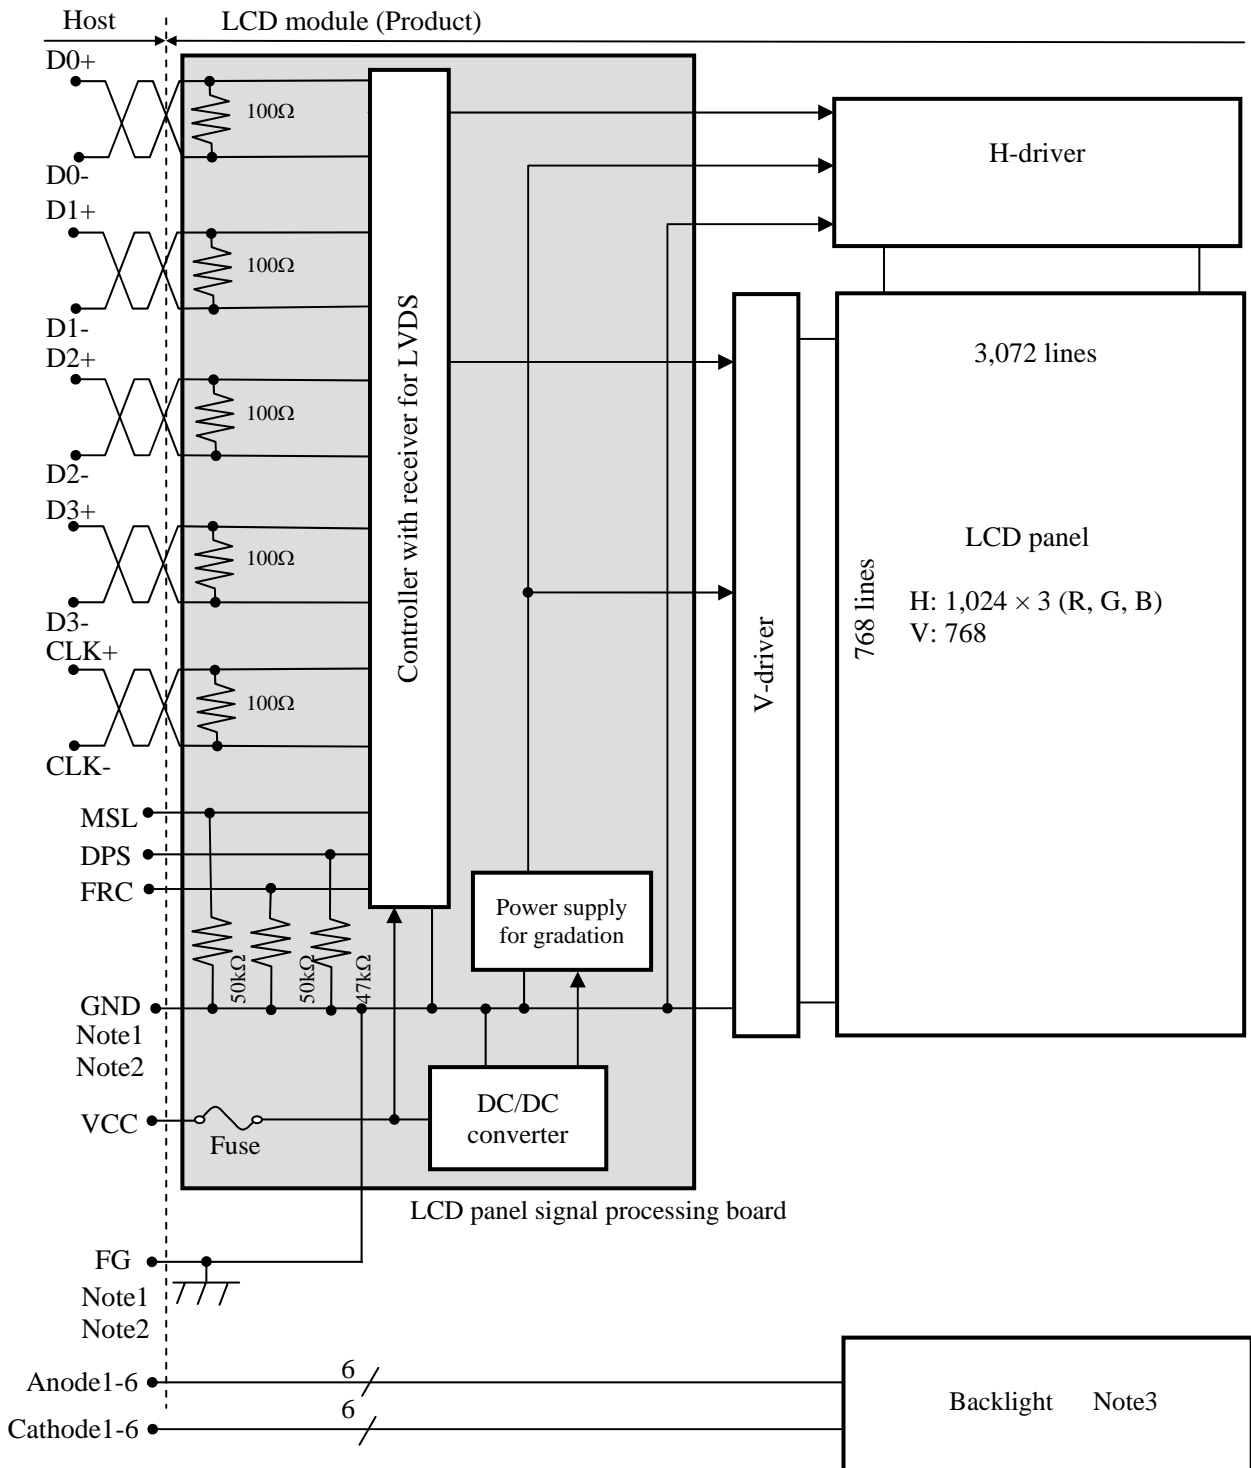 Host
LCD module (Product)
D0+
100Ω
D0-
D1+
100Ω
D1-
D2+
100Ω
D2-
D3+
100Ω
D3-
CLK+
100Ω
CLK-
MSL
DPS
FRC
50kΩ
50kΩ
47kΩ
GND
Note1
Note2
VCC
Fuse
Controller with receiver for LVDS
Power supply
for gradation
DC/DC
converter
LCD panel signal processing board
H-driver
V-driver
3,072 lines
768 lines
LCD panel
H: 1,024 × 3 (R, G, B)
V: 768
FG
Note1
Note2
Anode1-6
6
Cathode1-6
6
Backlight Note3